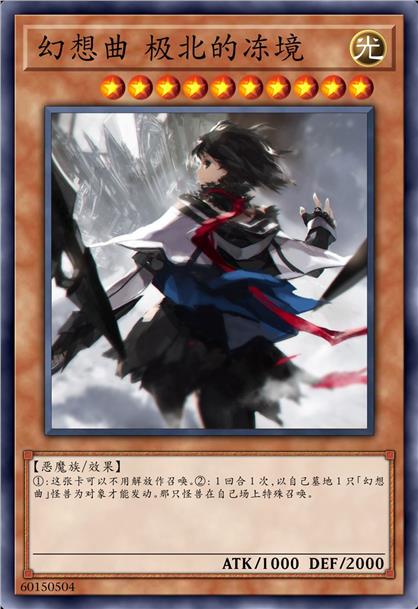 幻想曲 极北的冻境
光
【恶魔族/效果】
①:这张卡可以不用解放作召唤。②:1回合1次,以自己墓地1只「幻想
曲」怪兽为对象才能发动。那只怪兽在自己场上特殊召唤。
ATK/1000 DEF/2000
60150504